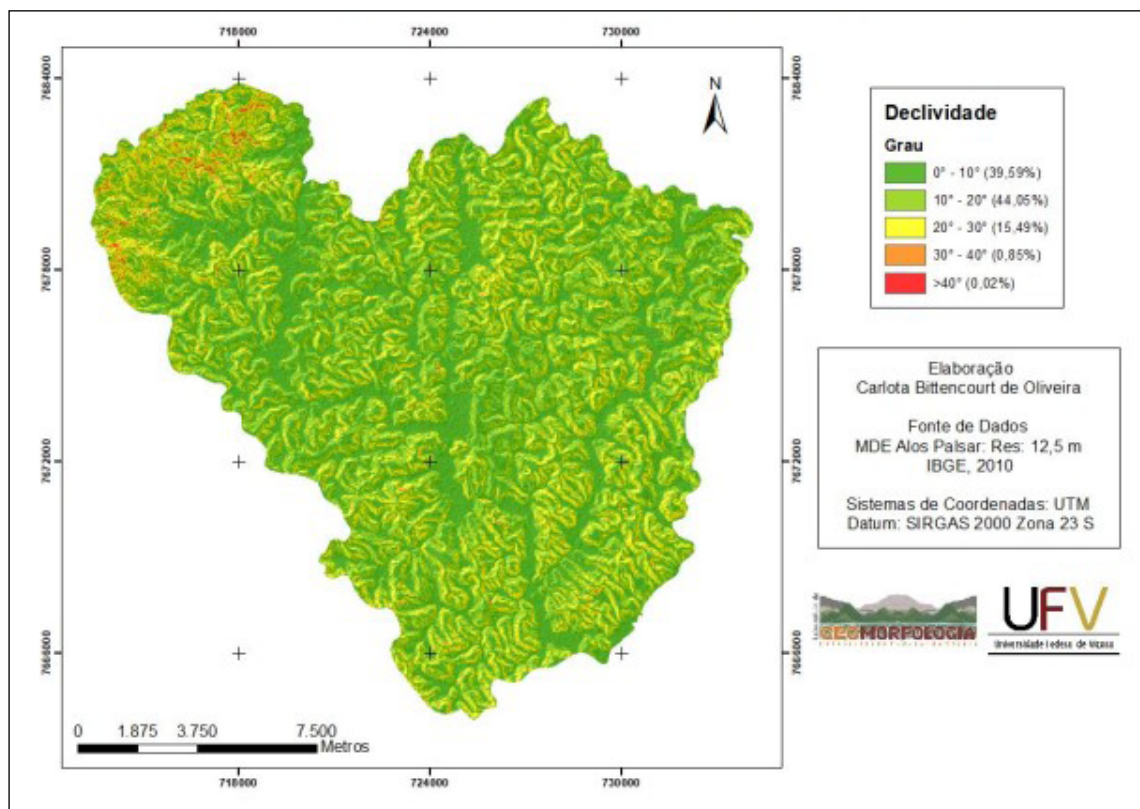 718000
724000
730000
7684000
7684000
7678000
7678000
7672000
7672000
7666000
7666000
N
0
1.875
3.750
7.500
Metros
718000
724000
730000
Declividade
Grau
0° - 10° (39,59%)
10° - 20° (44,05%)
20° - 30° (15,49%)
30° - 40° (0,85%)
>40° (0,02%)
Elaboração
Carlota Bittencourt de Oliveira
Fonte de Dados
MDE Alos Palsar: Res: 12,5 m
IBGE, 2010
Sistemas de Coordenadas: UTM
Datum: SIRGAS 2000 Zona 23 S
GEOMORFOLOGIA
UFV
Universidade Federal de Viçosa